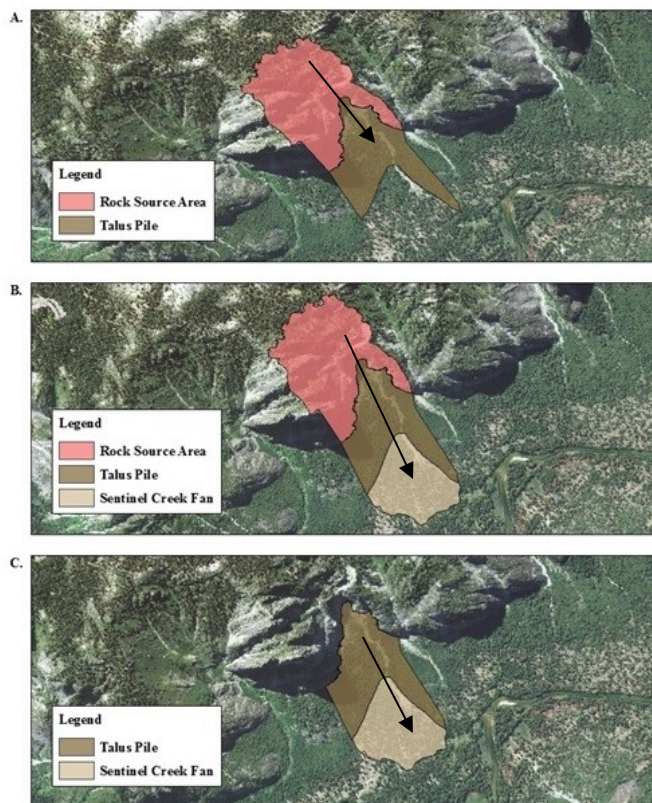 A.
Legend
Rock Source Area
Talus Pile
B.
Legend
Rock Source Area
Talus Pile
Sentinel Creek Fan
C.
Legend
Talus Pile
Sentinel Creek Fan